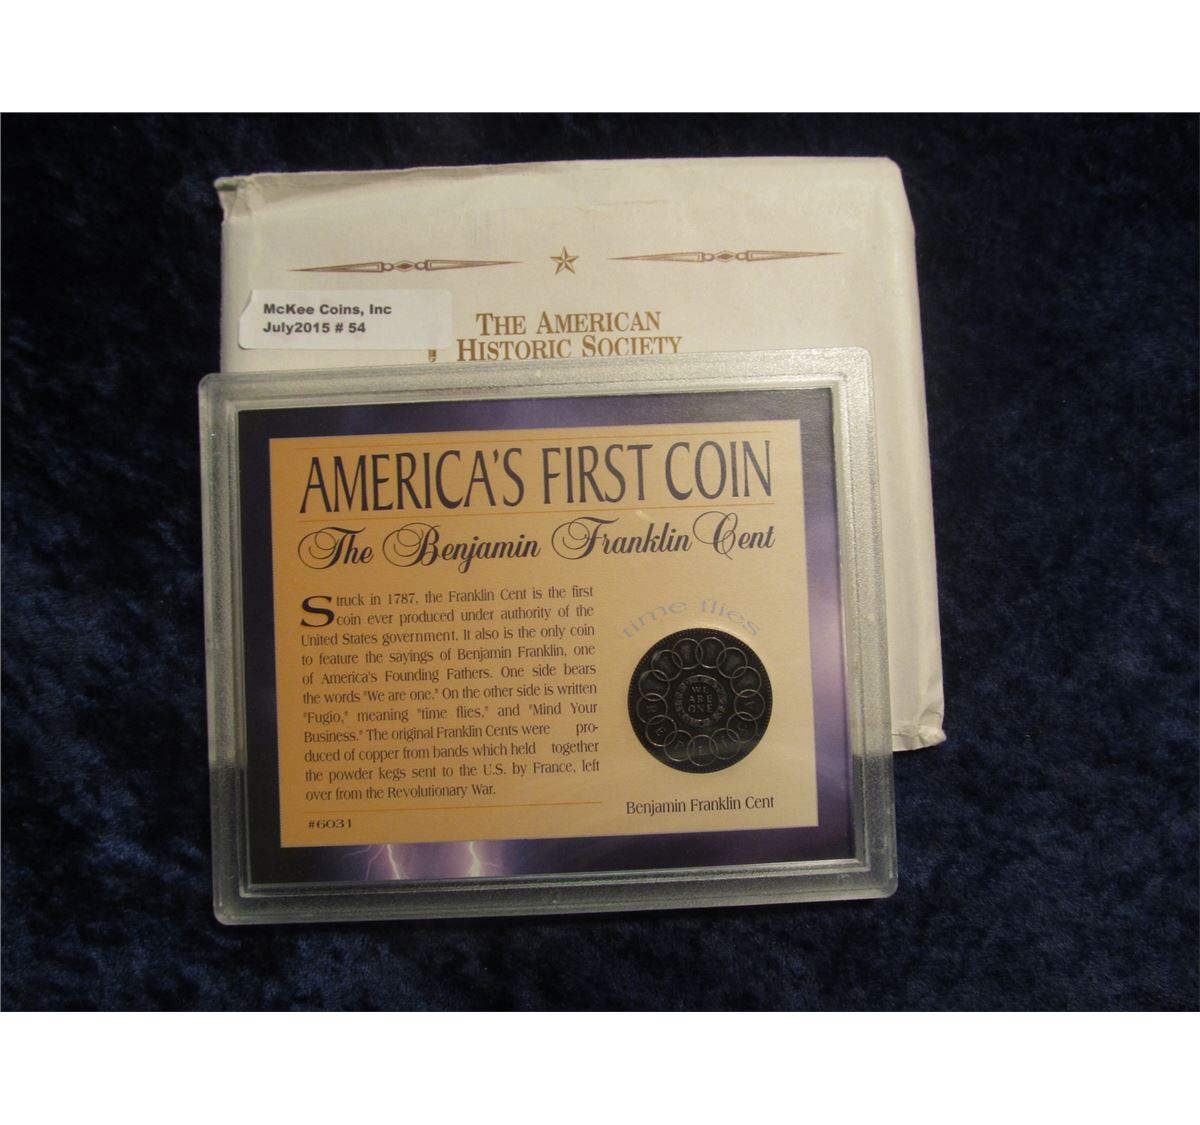 McKee Coins, Inc
July2015 # 54
THE AMERICAN
HISTORIC SOCIETY
AMERICA'S FIRST COIN
The Benjamin Franklin Cent
Struck in 1787, the Franklin Cent is the first
coin ever produced under authority of the
United States government. It also is the only coin
to feature the sayings of Benjamin Franklin, one
of America's Founding Fathers. One side bears
the words "We are one." On the other side is written
"Fugio," meaning "time flies," and "Mind Your
Business." The original Franklin Cents were pro-
duced of copper from bands which held together
the powder kegs sent to the U.S. by France, left
over from the Revolutionary War.
#6031
time flies
WE
ARE
ONE
REPLICA
Benjamin Franklin Cent